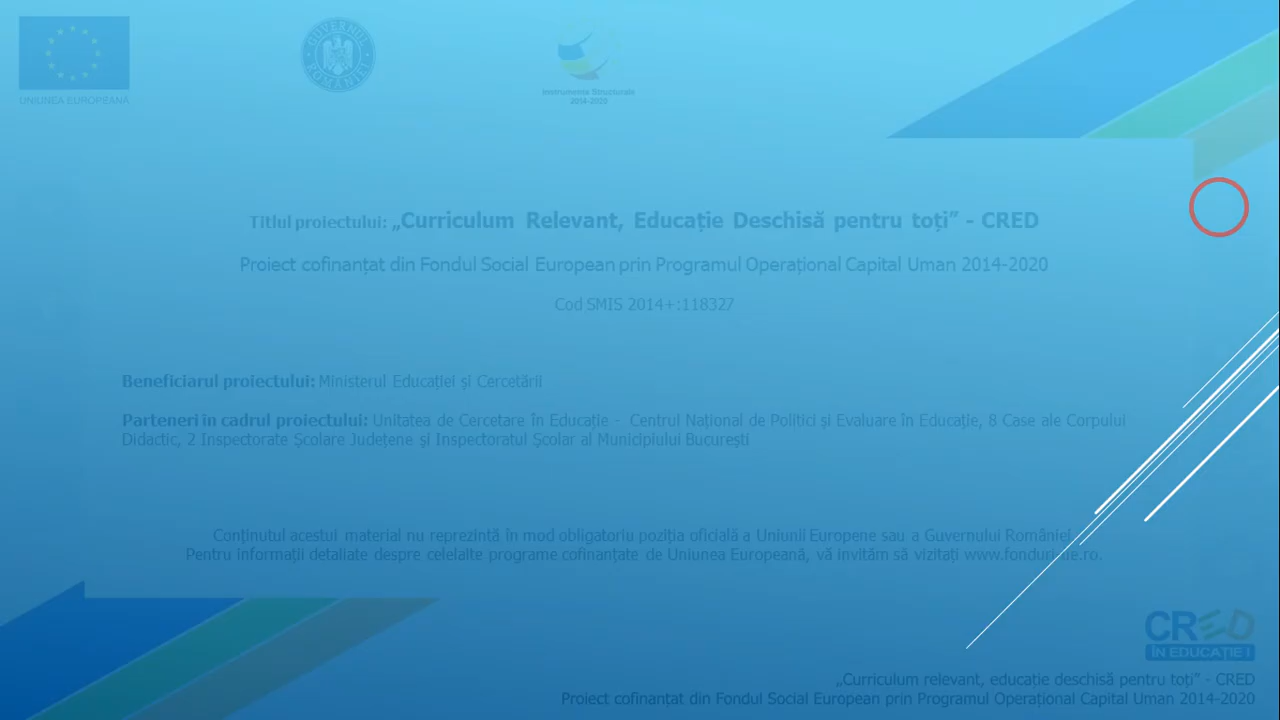 UNIUNEA EUROPEANĂ
GUVERNUL ROMÂNIEI
Instrumente Structurale
2014-2020
Titlul proiectului: „Curriculum Relevant, Educație Deschisă pentru toți” - CRED
Proiect cofinanțat din Fondul Social European prin Programul Operațional Capital Uman 2014-2020
Cod SMIS 2014+:118327
Beneficiarul proiectului: Ministerul Educației și Cercetării
Parteneri în cadrul proiectului: Unitatea de Cercetare în Educație - Centrul Național de Politici și Evaluare în Educație, 8 Case ale Corpului
Didactic, 2 Inspectorate Școlare Județene și Inspectoratul Școlar al Municipiului București
Conținutul acestui material nu reprezintă în mod obligatoriu poziția oficială a Uniunii Europene sau a Guvernului României.
Pentru informații detaliate despre celelalte programe cofinanțate de Uniunea Europeană, vă invităm să vizitați www.fonduri-ue.ro.
CRED
ÎN EDUCAȚIE!
„Curriculum relevant, educație deschisă pentru toți” - CRED
Proiect cofinanțat din Fondul Social European prin Programul Operațional Capital Uman 2014-2020